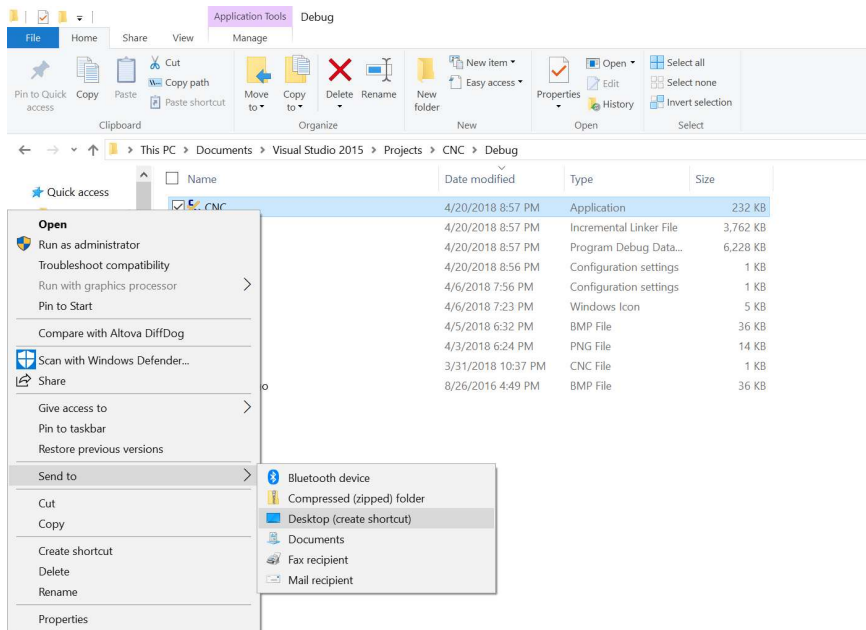 Application Tools Debug
File Home Share View Manage
Pin to Quick access
Copy
Paste
Cut
Copy path
Paste shortcut
Clipboard
Move to
Copy to
Delete
Rename
Organize
New folder
New item
Easy access
New
Properties
Open
Edit
History
Open
Select all
Select none
Invert selection
Select
This PC > Documents > Visual Studio 2015 > Projects > CNC > Debug
Quick access
Name Date modified Type Size
CNC 4/20/2018 8:57 PM Application 232 KB
4/20/2018 8:57 PM Incremental Linker File 3,762 KB
4/20/2018 8:57 PM Program Debug Data... 6,228 KB
4/20/2018 8:56 PM Configuration settings 1 KB
4/6/2018 7:56 PM Configuration settings 1 KB
4/6/2018 7:23 PM Windows Icon 5 KB
4/5/2018 6:32 PM BMP File 36 KB
4/3/2018 6:24 PM PNG File 14 KB
3/31/2018 10:37 PM CNC File 1 KB
o 8/26/2016 4:49 PM BMP File 36 KB
Open
Run as administrator
Troubleshoot compatibility
Run with graphics processor
Pin to Start
Compare with Altova DiffDog
Scan with Windows Defender...
Share
Give access to
Pin to taskbar
Restore previous versions
Send to
Cut
Copy
Create shortcut
Delete
Rename
Properties
Bluetooth device
Compressed (zipped) folder
Desktop (create shortcut)
Documents
Fax recipient
Mail recipient